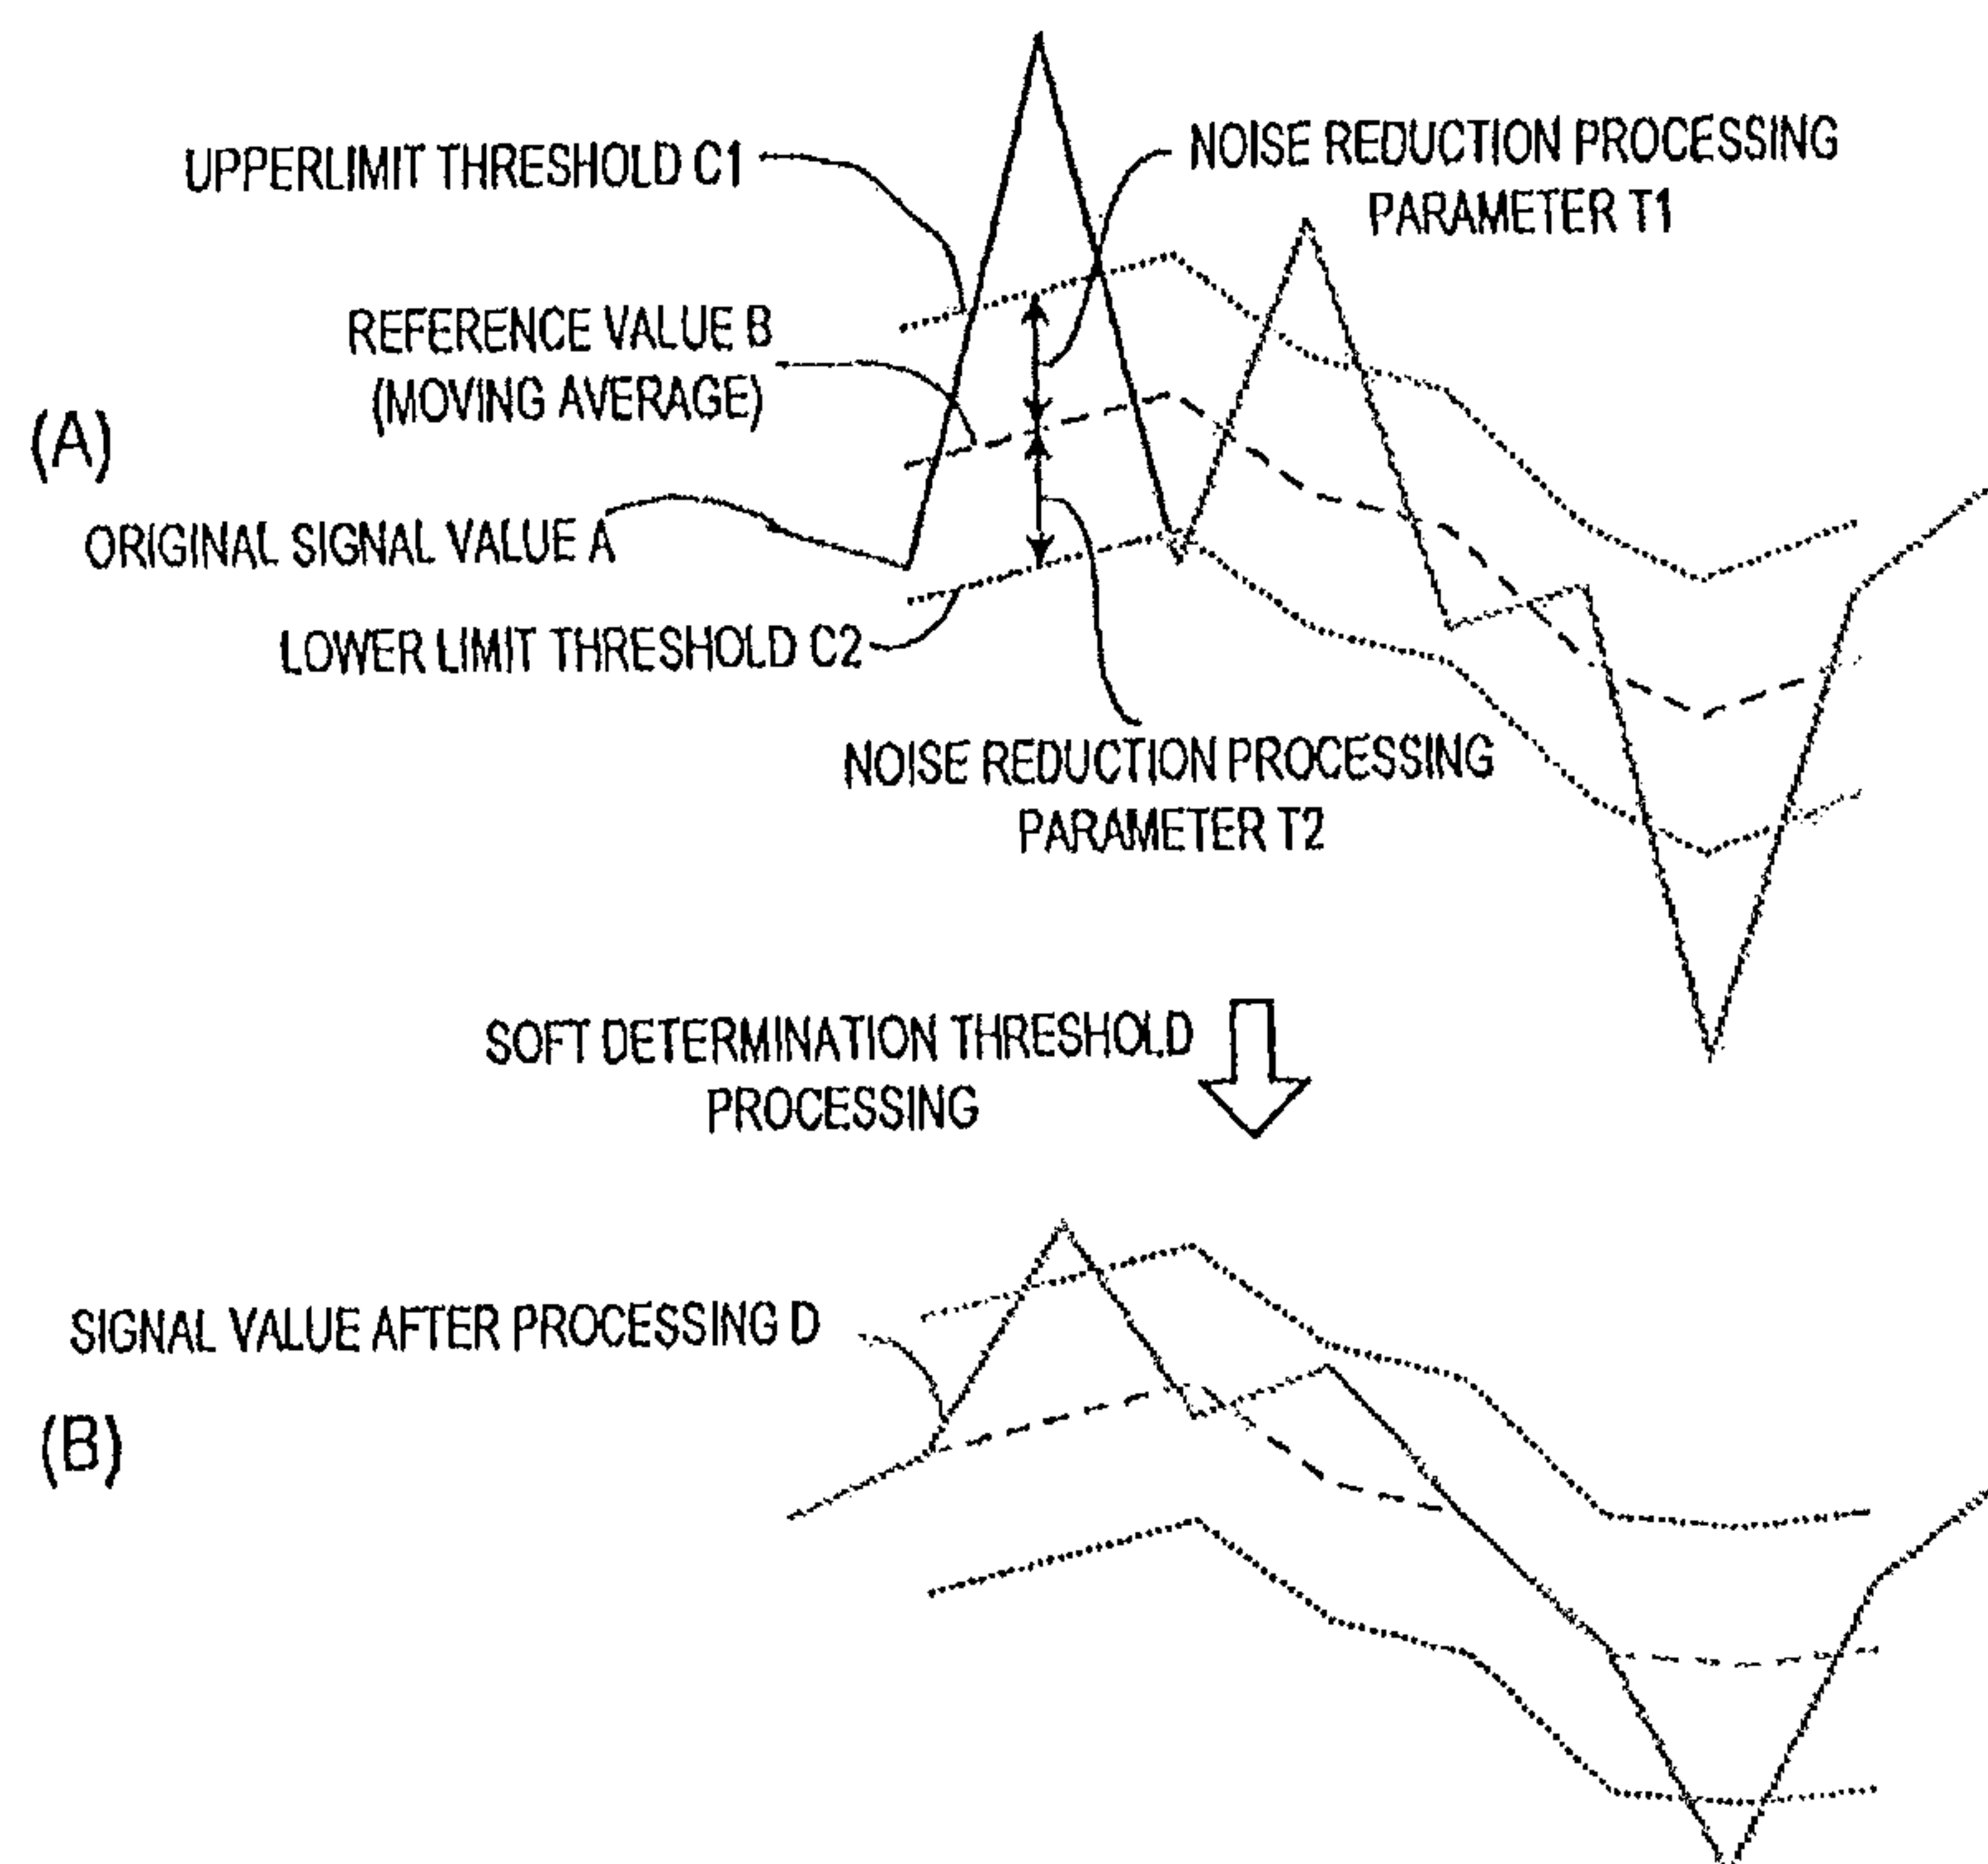 UPPERLIMIT THRESHOLD C1
NOISE REDUCTION PROCESSING
PARAMETER T1
REFERENCE VALUE B
(MOVING AVERAGE)
(A)
ORIGINAL SIGNAL VALUE A
LOWER LIMIT THRESHOLD C2
NOISE REDUCTION PROCESSING
PARAMETER T2
SOFT DETERMINATION THRESHOLD
PROCESSING
SIGNAL VALUE AFTER PROCESSING D
(B)